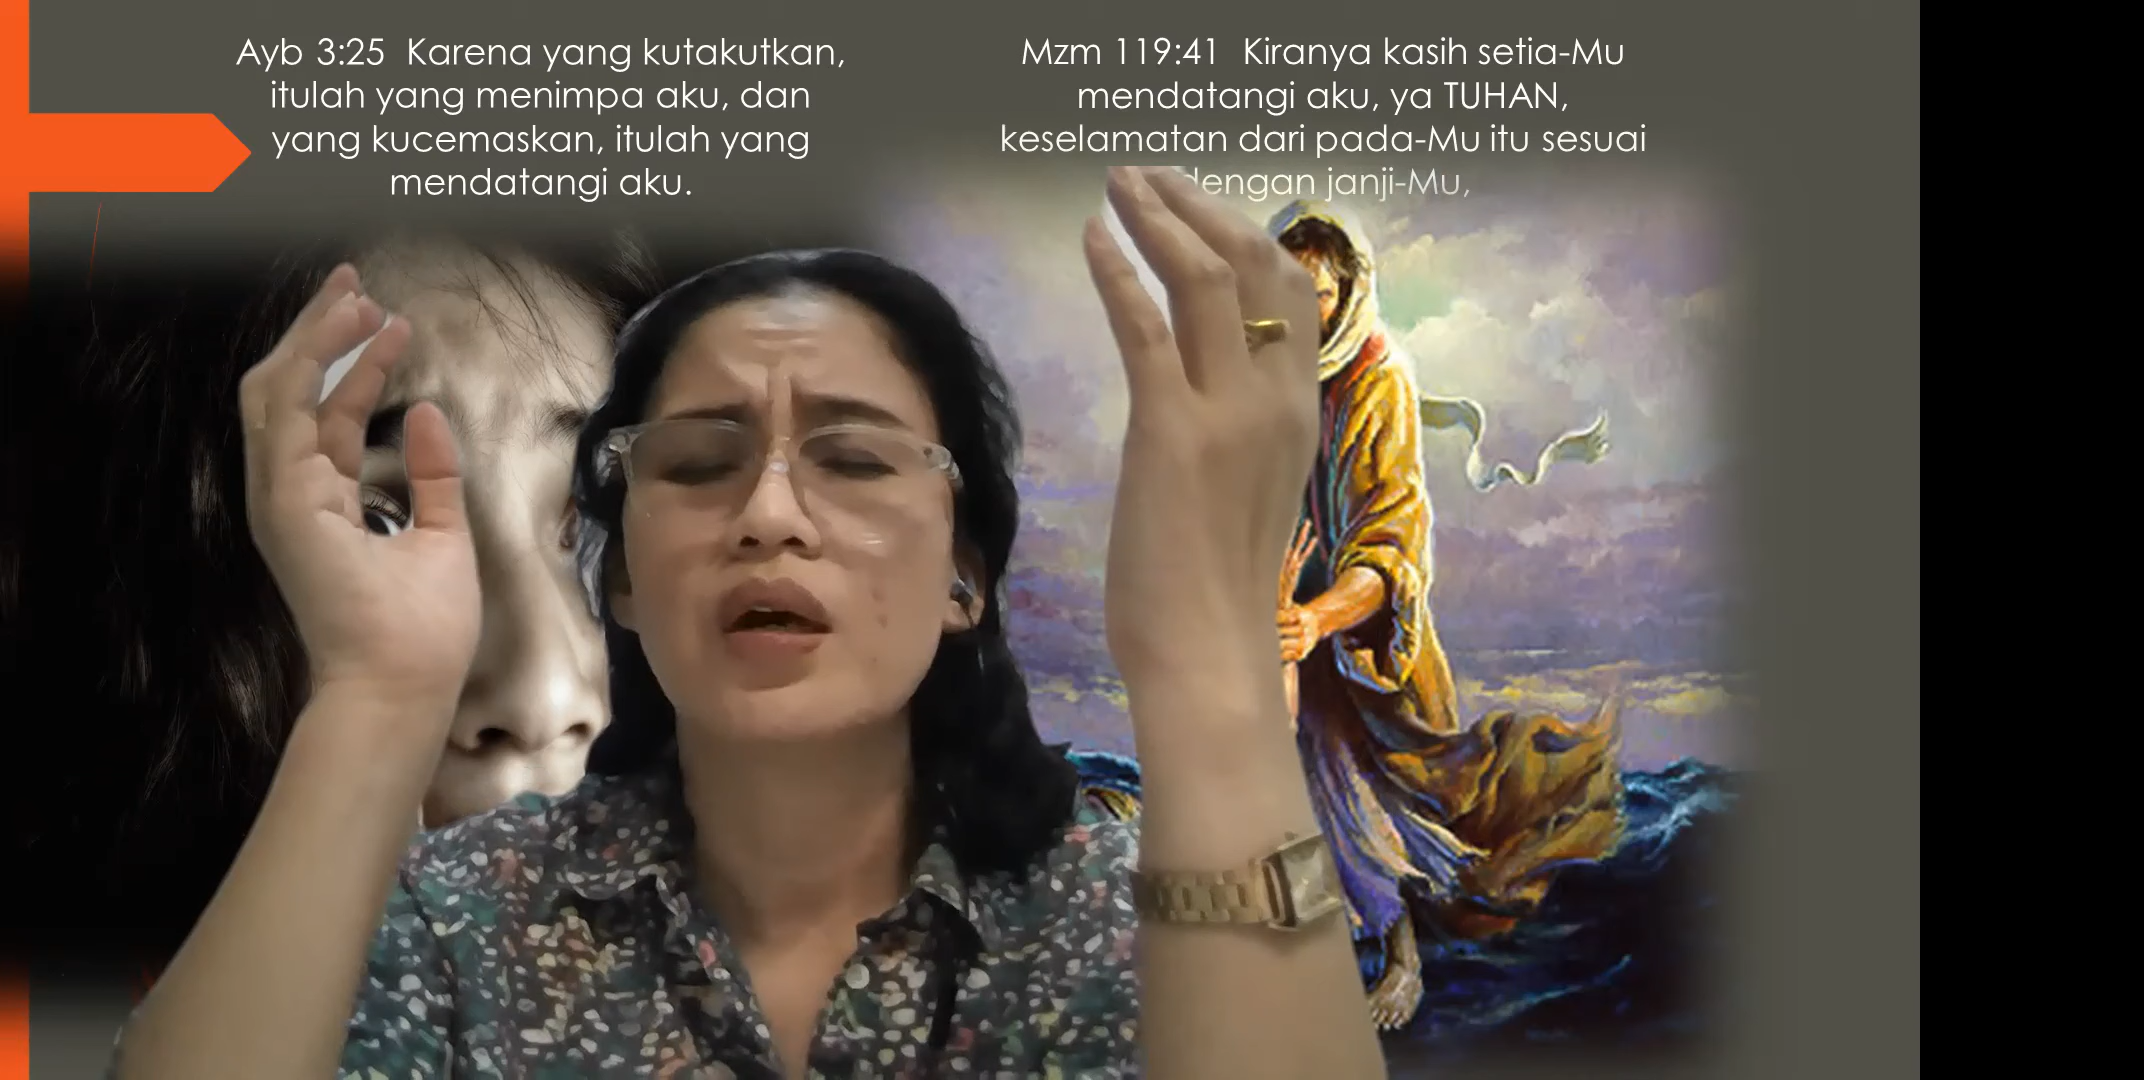 Ayb 3:25 Karena yang kutakutkan,
itulah yang menimpa aku, dan
yang kucemaskan, itulah yang
mendatangi aku.
Mzm 119:41 Kiranya kasih setia-Mu
mendatangi aku, ya TUHAN,
keselamatan dari pada-Mu itu sesuai
dengan janji-Mu,